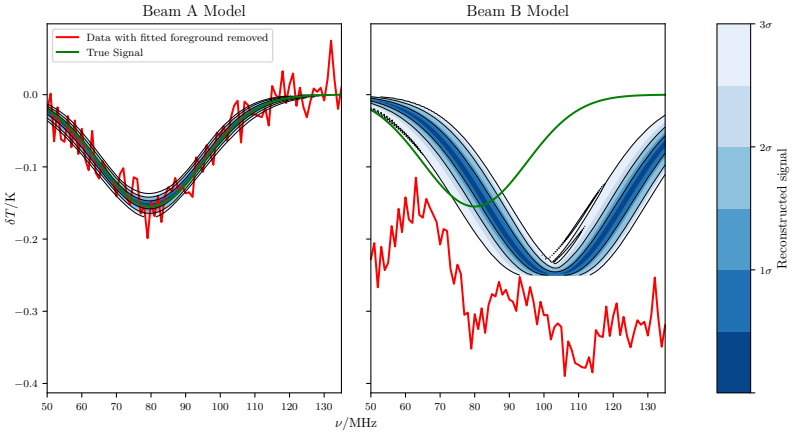 Beam A Model
Beam B Model
Data with fitted foreground removed
True Signal
δT/K
0.0
−0.1
−0.2
−0.3
−0.4
50 60 70 80 90 100 110 120 130
50 60 70 80 90 100 110 120 130
ν/MHz
3σ
2σ
1σ
Reconstructed signal